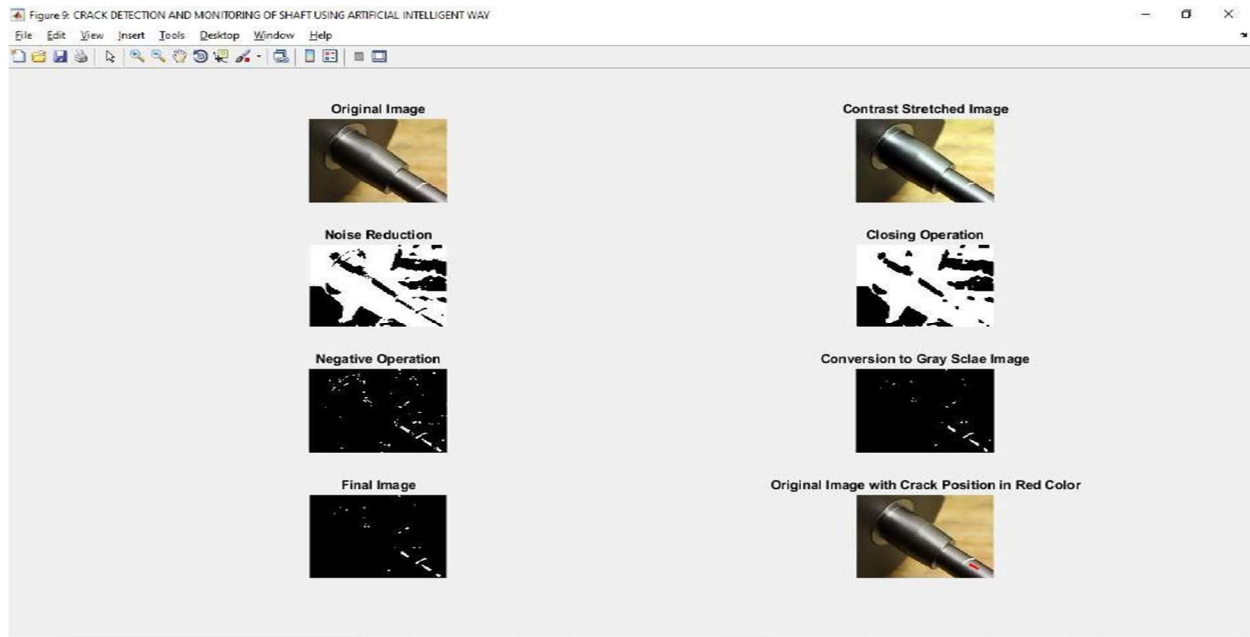 Figure 9: CRACK DETECTION AND MONITORING OF SHAFT USING ARTIFICIAL INTELLIGENT WAY
File Edit View Insert Tools Desktop Window Help
Original Image
Contrast Stretched Image
Noise Reduction
Closing Operation
Negative Operation
Conversion to Gray Sclae Image
Final Image
Original Image with Crack Position in Red Color